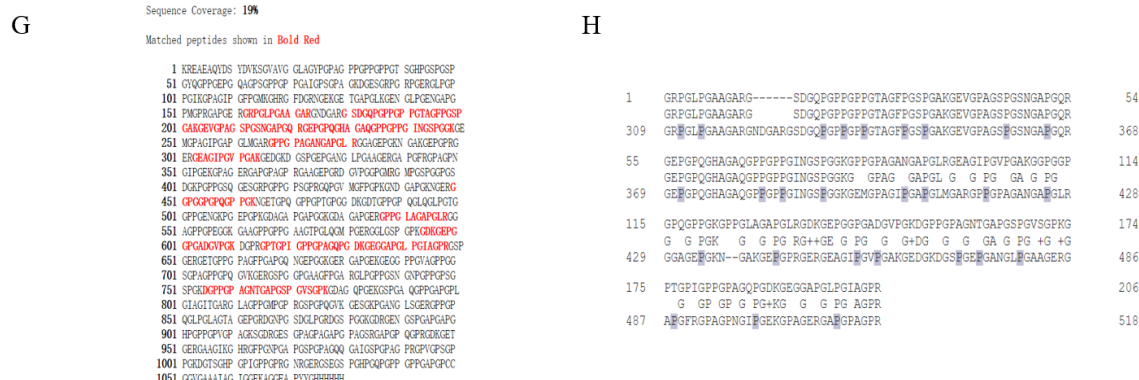 G
Sequence Coverage: 19%
Matched peptides shown in Bold Red
1 KREAEAQYDS YDVKSGVAVG GLAGYPGPAG PPGPPGPPGT SGHPGSPGSP
51 GYQGPPGEPG QAGPSGPPGP PGAIGPSGPA GKDGESGRPG RPGERGLPGP
101 PGIKGPAGIP GFPGMKGHRG FDGRNGEKGE TGAPGLKGEN GLPGENGAPG
151 PMGPRGAPGE RGRPGLPGAA GARGNDGARG SDGQPGPPGP PGTAGFPGSP
201 GAKGEVGPAG SPGSNGAPGQ RGEPGPQGHA GAQGPPGPPG INGSPGGKGE
251 MGPAGIPGAP GLMGARGPPG PAGANGAPGL RGGAGEPGKN GAKGEPGPRG
301 ERGEAGIPGV PGAKGEDGKD GSPGEPGANG LPGAAGERGA PGFRGPAGPN
351 GIPGEKGPAG ERGAPGPAGP RGAAGEPGRD GVPGGPGMRG MPGSPGGPGS
401 DGKPGPPGSQ GESGRPGPPG PSGPRGQPGV MGFPGPKGND GAPGKNGERG
451 GPGGPGPQGP PGKNGETGPQ GPPGPTGPGG DKGDTGPPGP QGLQGLPGTG
501 GPPGENGKPG EPGPKGDAGA PGAPGGKGDA GAPGERGPPG LAGAPGLRGG
551 AGPPGPEGGK GAAGPPGPPG AAGTPGLQGM PGERGGLGSP GPKGDKGEPG
601 GPGADGVPGK DGPRGPTGPI GPPGPAGQPG DKGEGGAPGL PGIAGPRGSP
651 GERGETGPPG PAGFPGAPGQ NGEPGGKGER GAPGEKGEGG PPGVAGPPGG
701 SGPAGPPGPQ GVKGERGSPG GPGAAGFPGA RGLPGPPGSN GNPGPPGPSG
751 SPGKDGPPGP AGNTGAPGSP GVSGPKGDAG QPGEKGSPGA QGPPGAPGPL
801 GIAGITGARG LAGPPGMPGP RGSPGPQGVK GESGKPGANG LSGERGPPGP
851 QGLPGLAGTA GEPGRDGNPG SDGLPGRDGS PGGKGDRGEN GSPGAPGAPG
901 HPGPPGPVGP AGKSGDRGES GPAGPAGAPG PAGSRGAPGP QGPRGDKGET
951 GERGAAGIKG HRGFPGNPGA PGSPGPAGQQ GAIGSPGPAG PRGPVGPSGP
1001 PGKDGTSGHP GPIGPPGPRG NRGERGSEGS PGHPGQPGPP GPPGAPGPCC
1051 GGVGAAAIAG IGGEKAGGFA PYYGHHHHHH
H
1 GRPGLPGAAGARG------SDGQPGPPGPPGTAGFPGSPGAKGEVGPAGSPGSNGAPGQR 54
GRPGLPGAAGARG SDGQPGPPGPPGTAGFPGSPGAKGEVGPAGSPGSNGAPGQR
309 GRPGLPGAAGARGNDGARGSDGQPGPPGPPGTAGFPGSPGAKGEVGPAGSPGSNGAPGQR 368
55 GEPGPQGHAGAQGPPGPPGINGSPGGKGPPGPAGANGAPGLRGEAGIPGVPGAKGGPGGP 114
GEPGPQGHAGAQGPPGPPGINGSPGGKG GPAG GAPGL G G PG GA G PG
369 GEPGPQGHAGAQGPPGPPGINGSPGGKGEMGPAGIPGAPGLMGARGPPGPAGANGAPGLR 428
115 GPQGPPGKGPPGLAGAPGLRGDKGEPGGPGADGVPGKDGPPGPAGNTGAPGSPGVSGPKG 174
G G PGK G G PG RG++GE G PG G G+DG G G GA G PG +G +G
429 GGAGEPGKN--GAKGEPGPRGERGEAGIPGVPGAKGEDGKDGSPGEPGANGLPGAAGERG 486
175 PTGPIGPPGPAGQPGDKGEGGAPGLPGIAGPR 206
G GP GP G PG+KG G G PG AGPR
487 APGFRGPAGPNGIPGEKGPAGERGAPGPAGPR 518